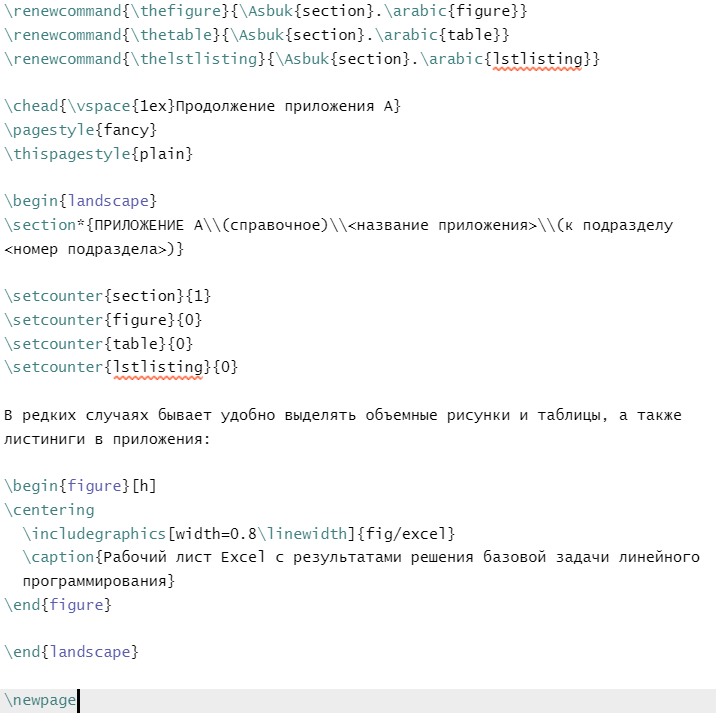 \renewcommand{\thefigure}{\Asbuk{section}.\arabic{figure}}
\renewcommand{\thetable}{\Asbuk{section}.\arabic{table}}
\renewcommand{\thelstlisting}{\Asbuk{section}.\arabic{lstlisting}}
\chead{\vspace{1ex}Продолжение приложения А}
\pagestyle{fancy}
\thispagestyle{plain}
\begin{landscape}
\section*{ПРИЛОЖЕНИЕ А\\(справочное)\\<название приложения>\\(к подразделу
<номер подраздела>)}
\setcounter{section}{1}
\setcounter{figure}{0}
\setcounter{table}{0}
\setcounter{lstlisting}{0}
В редких случаях бывает удобно выделять объемные рисунки и таблицы, а также
листиниги в приложения:
\begin{figure}[h]
\centering
\includegraphics[width=0.8\linewidth]{fig/excel}
\caption{Рабочий лист Excel с результатами решения базовой задачи линейного
программирования}
\end{figure}
\end{landscape}
\newpage